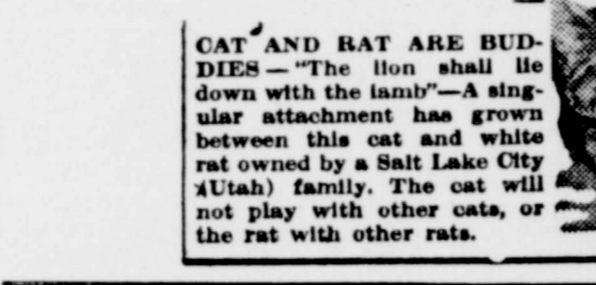 CAT AND RAT ARE BUD-
DIES — "The lion shall lie
down with the lamb"—A sing-
ular attachment has grown
between this cat and white
rat owned by a Salt Lake City
(Utah) family. The cat will
not play with other cats, or
the rat with other rats.